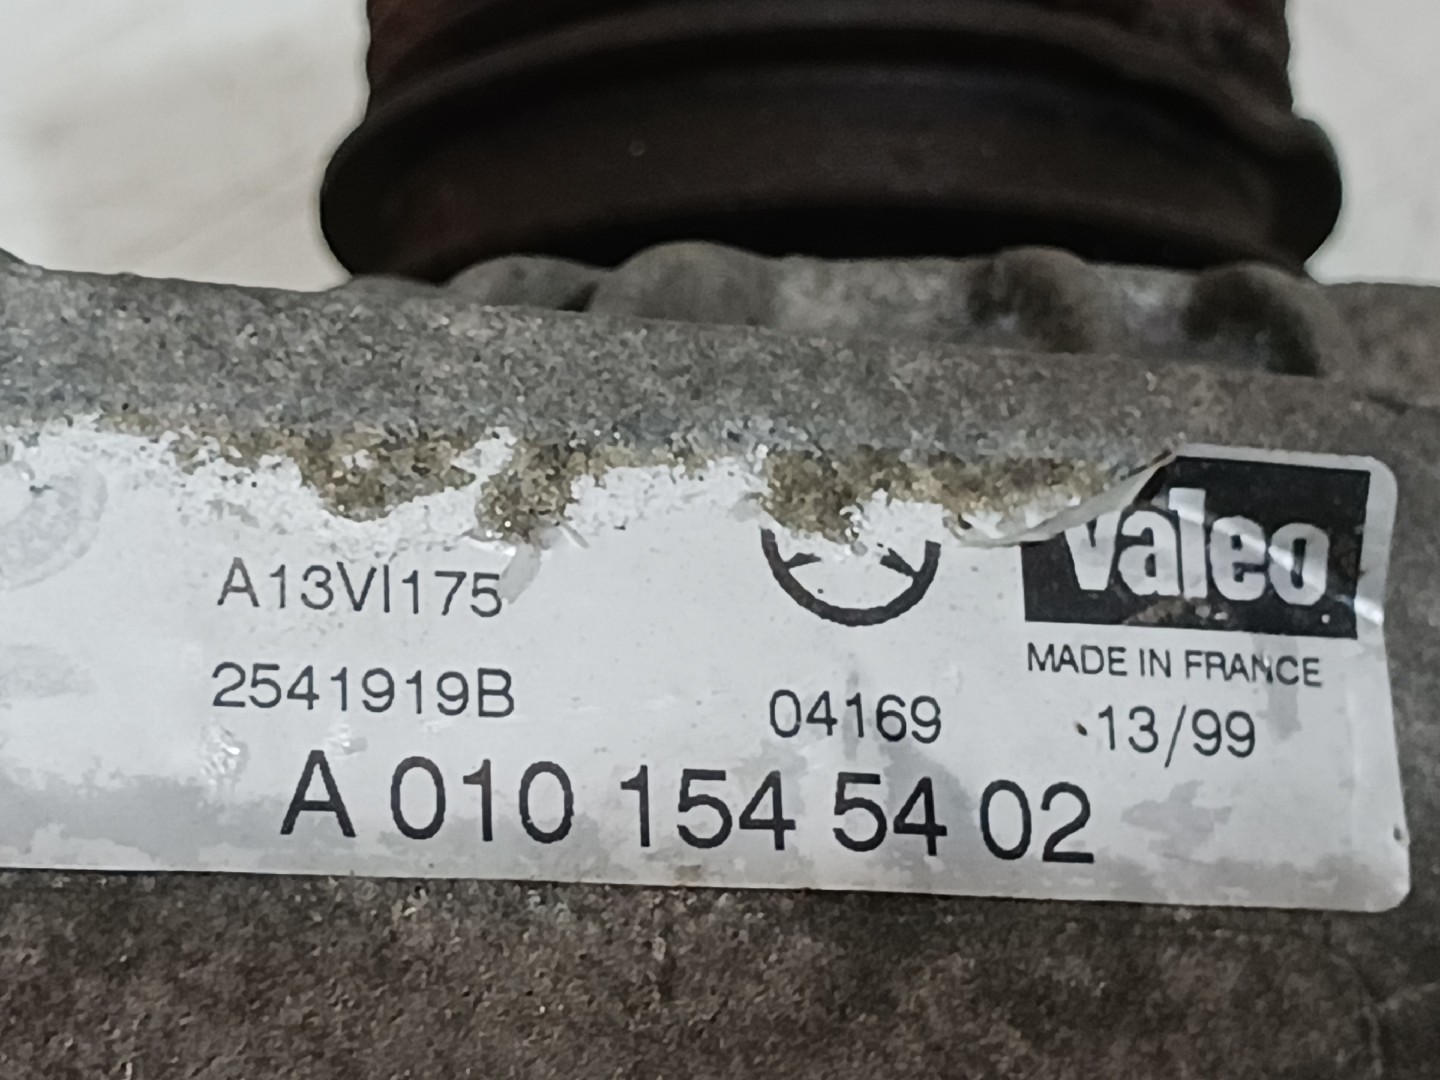 Valeo
A13VI175
MADE IN FRANCE
2541919B 04169 13/99
A 010 154 54 02